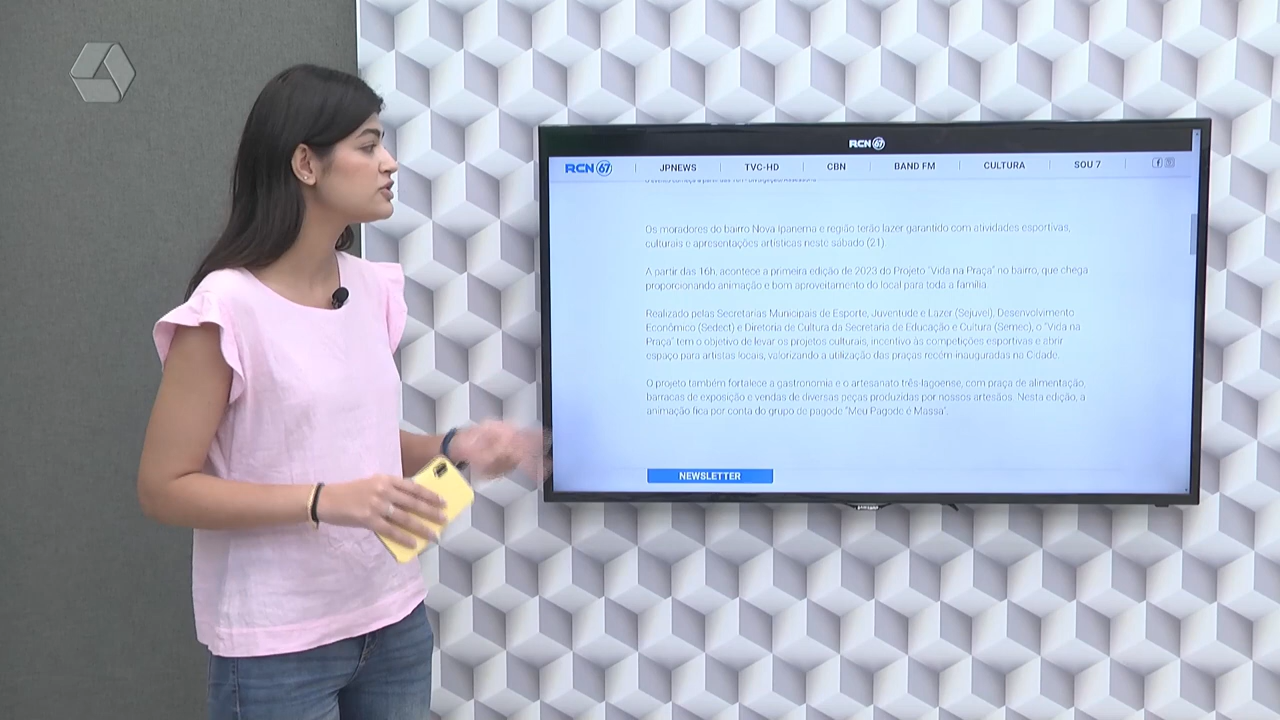 RCN 67
RCN 67 JPNEWS TVC-HD CBN BAND FM CULTURA SOU 7
Os moradores do bairro Nova Ipanema e região terão lazer garantido com atividades esportivas,
culturais e apresentações artísticas neste sábado (21)
A partir das 16h, acontece a primeira edição de 2023 do Projeto "Vida na Praça" no bairro, que chega
proporcionando animação e bom aproveitamento do local para toda a família
Realizado pelas Secretarias Municipais de Esporte, Juventude e Lazer (Sejuvel), Desenvolvimento
Econômico (Sedect) e Diretoria de Cultura da Secretaria de Educação e Cultura (Semec), o "Vida na
Praça" tem o objetivo de levar os projetos culturais, incentivo às competições esportivas e abrir
espaço para artistas locais, valorizando a utilização das praças recém-inauguradas na Cidade.
O projeto também fortalece a gastronomia e o artesanato três-lagoense, com praça de alimentação,
barracas de exposição e vendas de diversas peças produzidas por nossos artesãos. Nesta edição, a
animação fica por conta do grupo de pagode "Meu Pagode é Massa".
NEWSLETTER
SAMSUNG